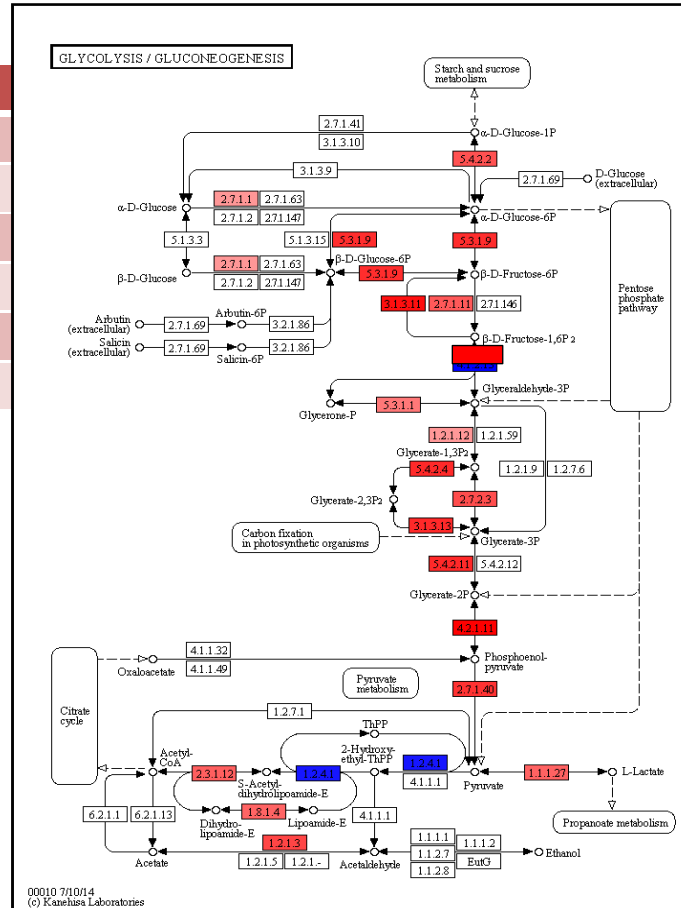 GLYCOLYSIS / GLUCONEOGENESIS
Starch and sucrose
metabolism
2.7.1.41
3.1.3.10
α-D-Glucose-1P
5.4.2.2
3.1.3.9
2.7.1.69
D-Glucose
(extracellular)
α-D-Glucose
2.7.1.1
2.7.1.63
2.7.1.2
2.7.1.147
α-D-Glucose-6P
5.1.3.3
5.1.3.15
5.3.1.9
5.3.1.9
β-D-Glucose-6P
β-D-Glucose
2.7.1.1
2.7.1.63
2.7.1.2
2.7.1.147
5.3.1.9
β-D-Fructose-6P
Pentose
phosphate
pathway
Arbutin
(extracellular)
2.7.1.69
Arbutin-6P
3.2.1.86
3.1.3.11
2.7.1.11
2.7.1.146
Salicin
(extracellular)
2.7.1.69
Salicin-6P
3.2.1.86
β-D-Fructose-1,6P2
Glyceraldehyde-3P
Glycerone-P
5.3.1.1
1.2.1.12
1.2.1.59
Glycerate-1,3P2
5.4.2.4
1.2.1.9
1.2.7.6
Glycerate-2,3P2
2.7.2.3
3.1.3.13
Carbon fixation
in photosynthetic organisms
Glycerate-3P
5.4.2.11
5.4.2.12
Glycerate-2P
4.2.1.11
4.1.1.32
4.1.1.49
Oxaloacetate
Phosphoenol-
pyruvate
Pyruvate
metabolism
2.7.1.40
Citrate
cycle
1.2.7.1
ThPP
Acetyl-
CoA
2-Hydroxy-
ethyl-ThPP
2.3.1.12
1.2.4.1
1.2.4.1
4.1.1.1
S-Acetyl-
dihydrolipoamide-E
Pyruvate
1.1.1.27
L-Lactate
6.2.1.1
6.2.1.13
1.8.1.4
Dihydro-
lipoamide-E
Lipoamide-E
4.1.1.1
Propanoate metabolism
1.2.1.3
Acetate
1.2.1.5
1.2.1.-
Acetaldehyde
1.1.1.1
1.1.1.2
1.1.2.7
EutG
1.1.2.8
Ethanol
00010 7/10/14
(c) Kanehisa Laboratories